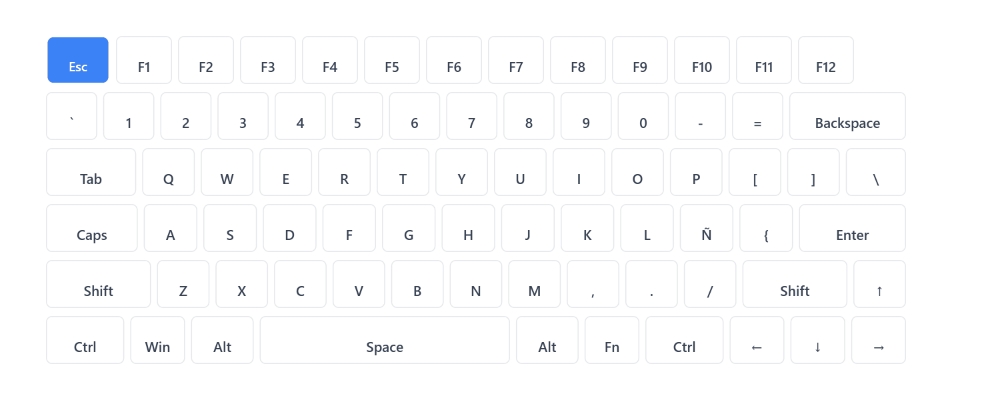 Esc F1 F2 F3 F4 F5 F6 F7 F8 F9 F10 F11 F12
` 1 2 3 4 5 6 7 8 9 0 - = Backspace
Tab Q W E R T Y U I O P [ ] \
Caps A S D F G H J K L Ñ { Enter
Shift Z X C V B N M , . / Shift ↑
Ctrl Win Alt Space Alt Fn Ctrl ← ↓ →